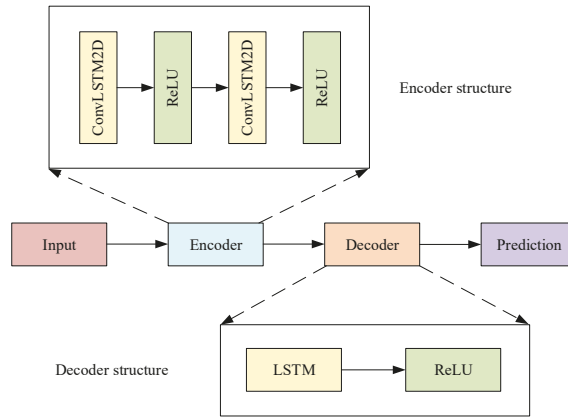 ConvLSTM2D
ReLU
ConvLSTM2D
ReLU
Encoder structure
Input
Encoder
Decoder
Prediction
Decoder structure
LSTM
ReLU